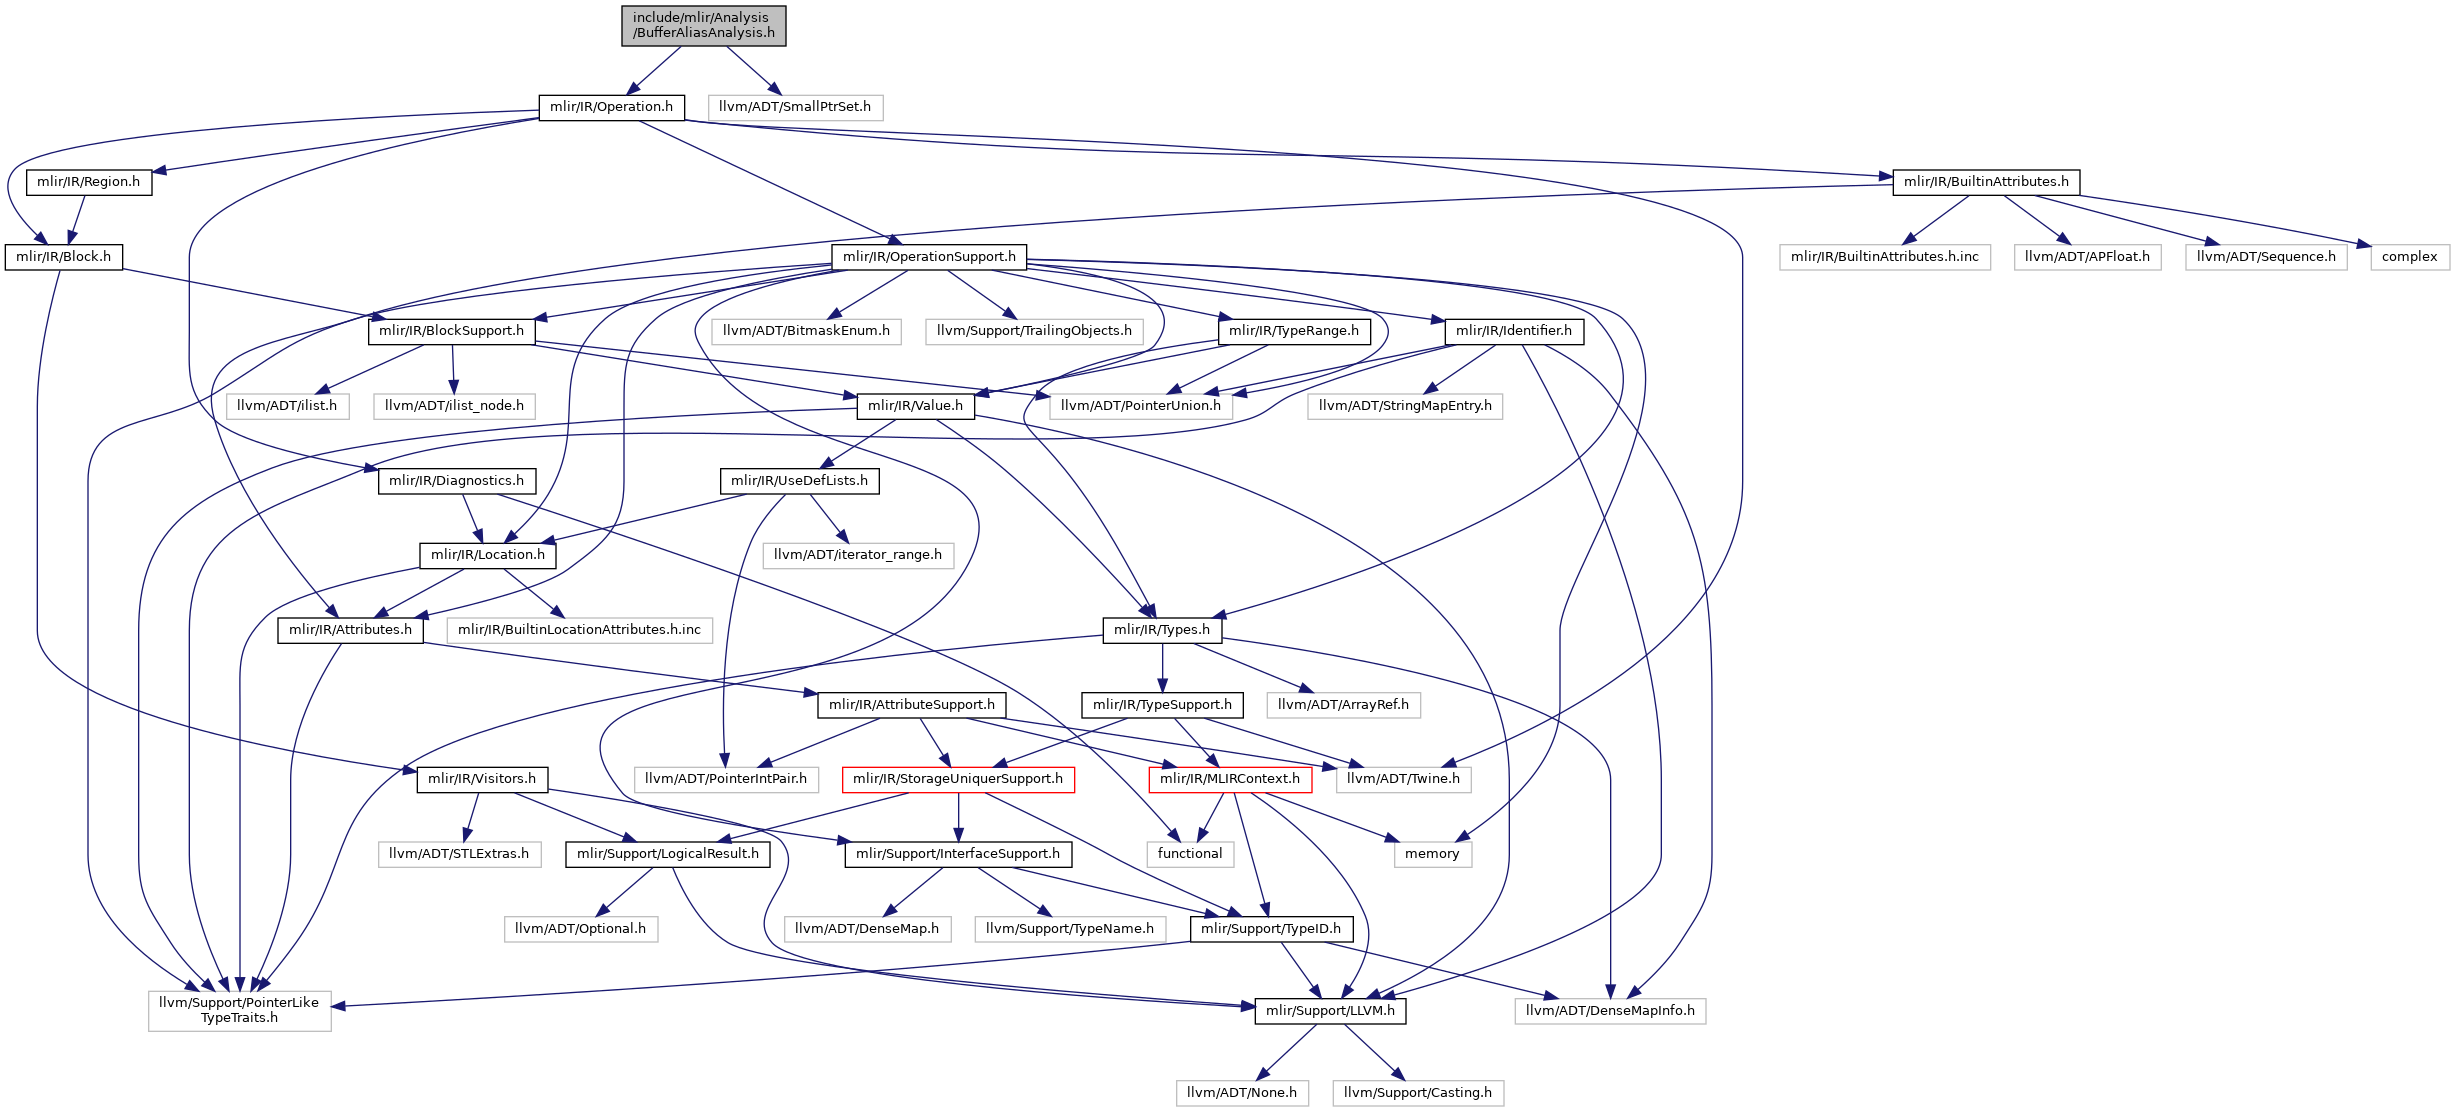 include/mlir/Analysis
/BufferAliasAnalysis.h
mlir/IR/Operation.h
llvm/ADT/SmallPtrSet.h
mlir/IR/Region.h
mlir/IR/BuiltinAttributes.h
mlir/IR/Block.h
mlir/IR/OperationSupport.h
mlir/IR/BuiltinAttributes.h.inc
llvm/ADT/APFloat.h
llvm/ADT/Sequence.h
complex
mlir/IR/BlockSupport.h
llvm/ADT/BitmaskEnum.h
llvm/Support/TrailingObjects.h
mlir/IR/TypeRange.h
mlir/IR/Identifier.h
llvm/ADT/ilist.h
llvm/ADT/ilist_node.h
mlir/IR/Value.h
llvm/ADT/PointerUnion.h
llvm/ADT/StringMapEntry.h
mlir/IR/Diagnostics.h
mlir/IR/UseDefLists.h
mlir/IR/Location.h
llvm/ADT/iterator_range.h
mlir/IR/Attributes.h
mlir/IR/BuiltinLocationAttributes.h.inc
mlir/IR/Types.h
mlir/IR/AttributeSupport.h
mlir/IR/TypeSupport.h
llvm/ADT/ArrayRef.h
mlir/IR/Visitors.h
llvm/ADT/PointerIntPair.h
mlir/IR/StorageUniquerSupport.h
mlir/IR/MLIRContext.h
llvm/ADT/Twine.h
llvm/ADT/STLExtras.h
mlir/Support/LogicalResult.h
mlir/Support/InterfaceSupport.h
functional
memory
llvm/ADT/Optional.h
llvm/ADT/DenseMap.h
llvm/Support/TypeName.h
mlir/Support/TypeID.h
llvm/Support/PointerLike
TypeTraits.h
mlir/Support/LLVM.h
llvm/ADT/DenseMapInfo.h
llvm/ADT/None.h
llvm/Support/Casting.h